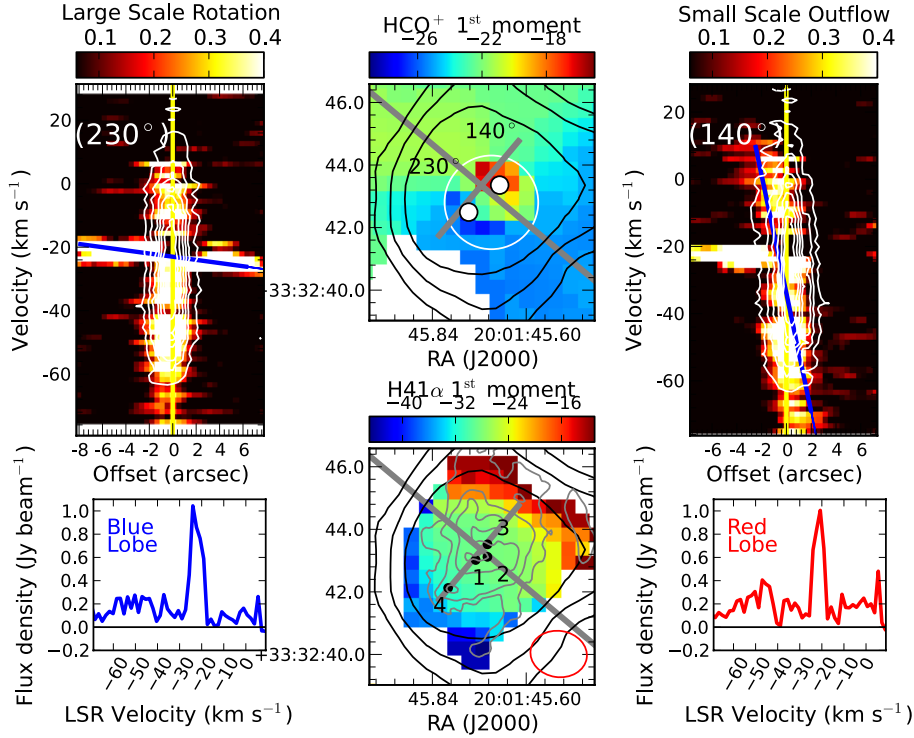 Large Scale Rotation
0.1 0.2 0.3 0.4
(230°)
20
0
-20
-40
-60
Velocity (km s⁻¹)
-8 -6 -4 -2 0 2 4 6
Offset (arcsec)
HCO⁺ 1ˢᵗ moment
−26 −22 −18
46.0
44.0
42.0
+33:32:40.0
140°
230°
45.84 20:01:45.60
RA (J2000)
Small Scale Outflow
0.1 0.2 0.3 0.4
(140°)
20
0
-20
-40
-60
Velocity (km s⁻¹)
-8 -6 -4 -2 0 2 4 6
Offset (arcsec)
H41α 1ˢᵗ moment
−40 −32 −24 −16
46.0
44.0
42.0
+33:32:40.0
3
1
2
4
45.84 20:01:45.60
RA (J2000)
Blue
Lobe
1.0
0.8
0.6
0.4
0.2
0.0
−0.2
Flux density (Jy beam⁻¹)
−60 −50 −40 −30 −20 −10 0
LSR Velocity (km s⁻¹)
Red
Lobe
1.0
0.8
0.6
0.4
0.2
0.0
−0.2
Flux density (Jy beam⁻¹)
−60 −50 −40 −30 −20 −10 0
LSR Velocity (km s⁻¹)